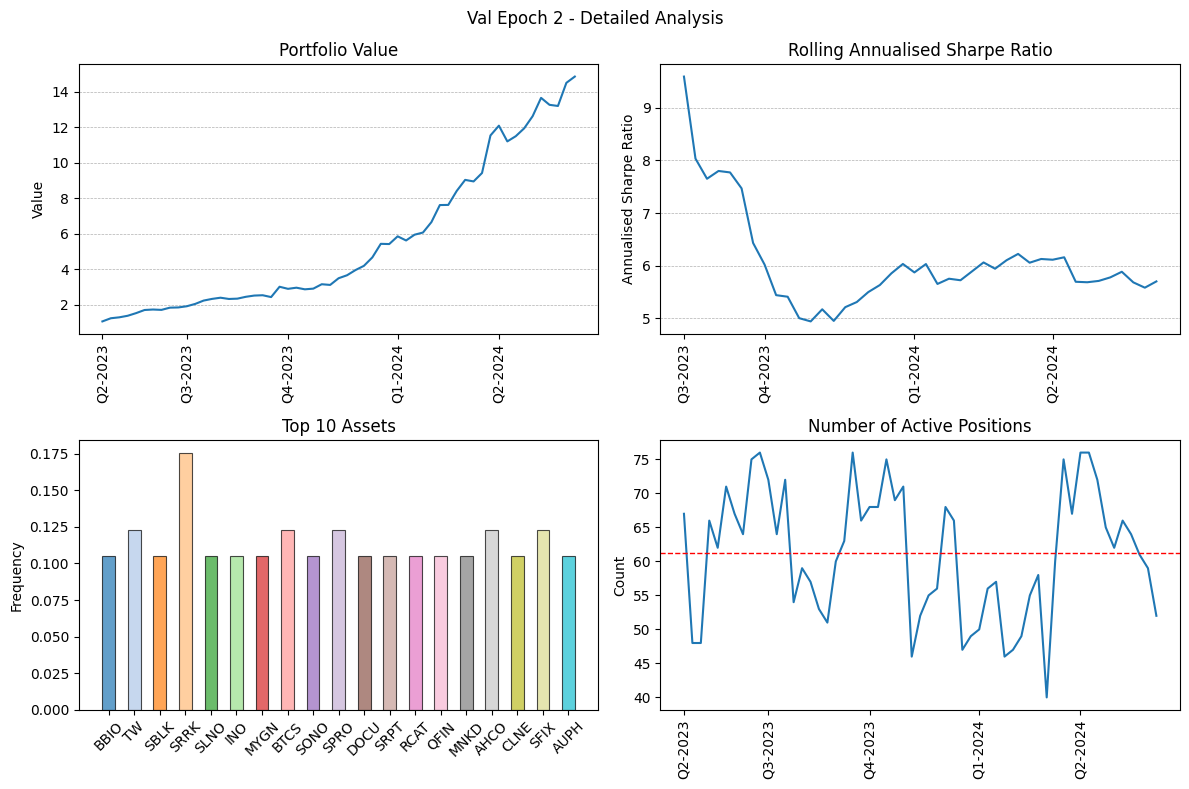 Val Epoch 2 - Detailed Analysis
Portfolio Value
Value
14
12
10
8
6
4
2
Q2-2023
Q3-2023
Q4-2023
Q1-2024
Q2-2024
Rolling Annualised Sharpe Ratio
Annualised Sharpe Ratio
9
8
7
6
5
Q3-2023
Q4-2023
Q1-2024
Q2-2024
Top 10 Assets
Frequency
0.175
0.150
0.125
0.100
0.075
0.050
0.025
0.000
BBIO
TW
SBLK
SRRK
SLNO
INO
MYGN
BTCS
SONO
SPRO
DOCU
SRPT
RCAT
QFIN
MNKD
AHCO
CLNE
SFIX
AUPH
Number of Active Positions
Count
75
70
65
60
55
50
45
40
Q2-2023
Q3-2023
Q4-2023
Q1-2024
Q2-2024